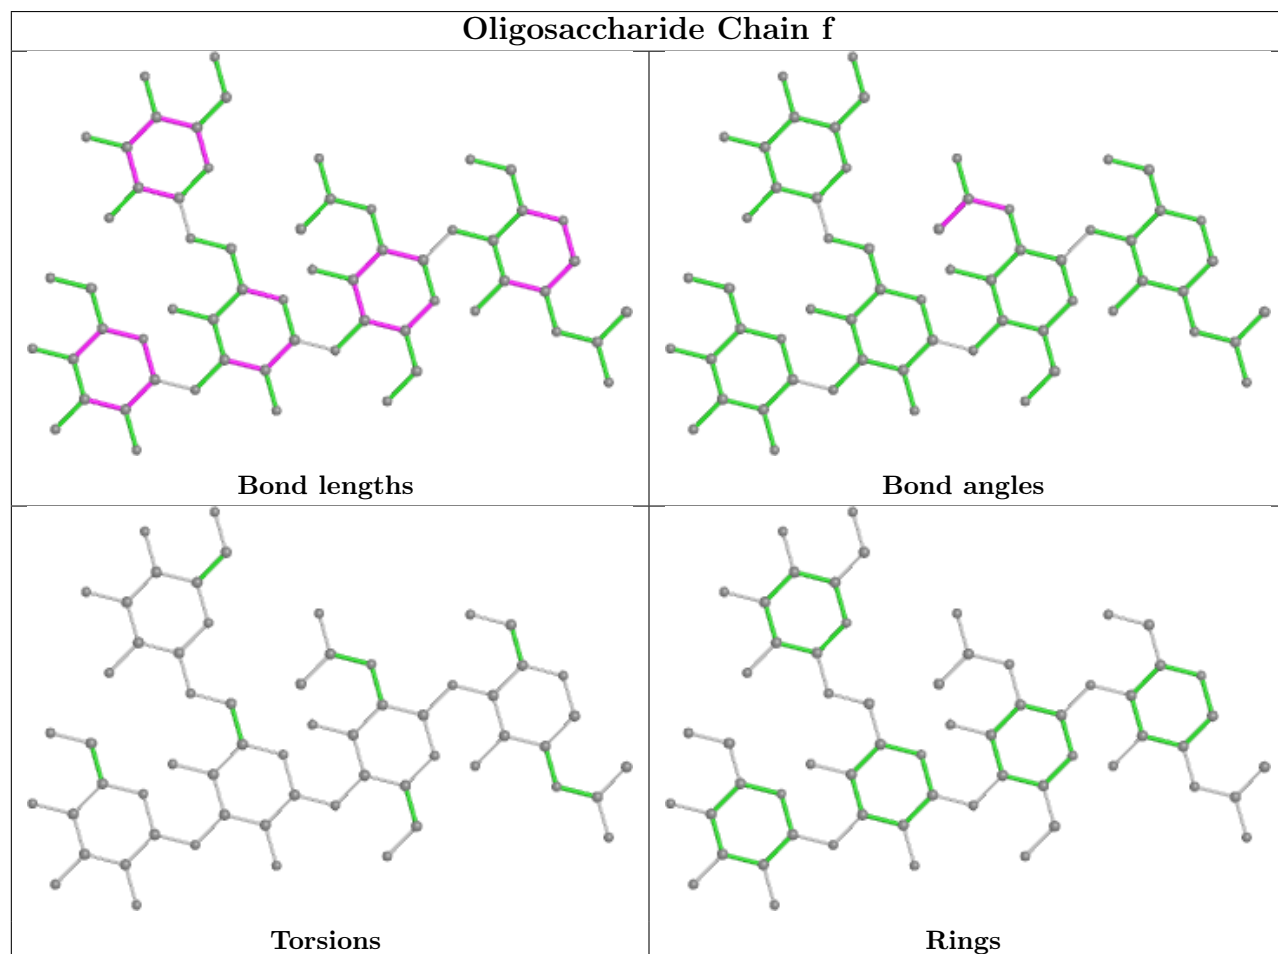 Oligosaccharide Chain f
Bond lengths
Bond angles
Torsions
Rings